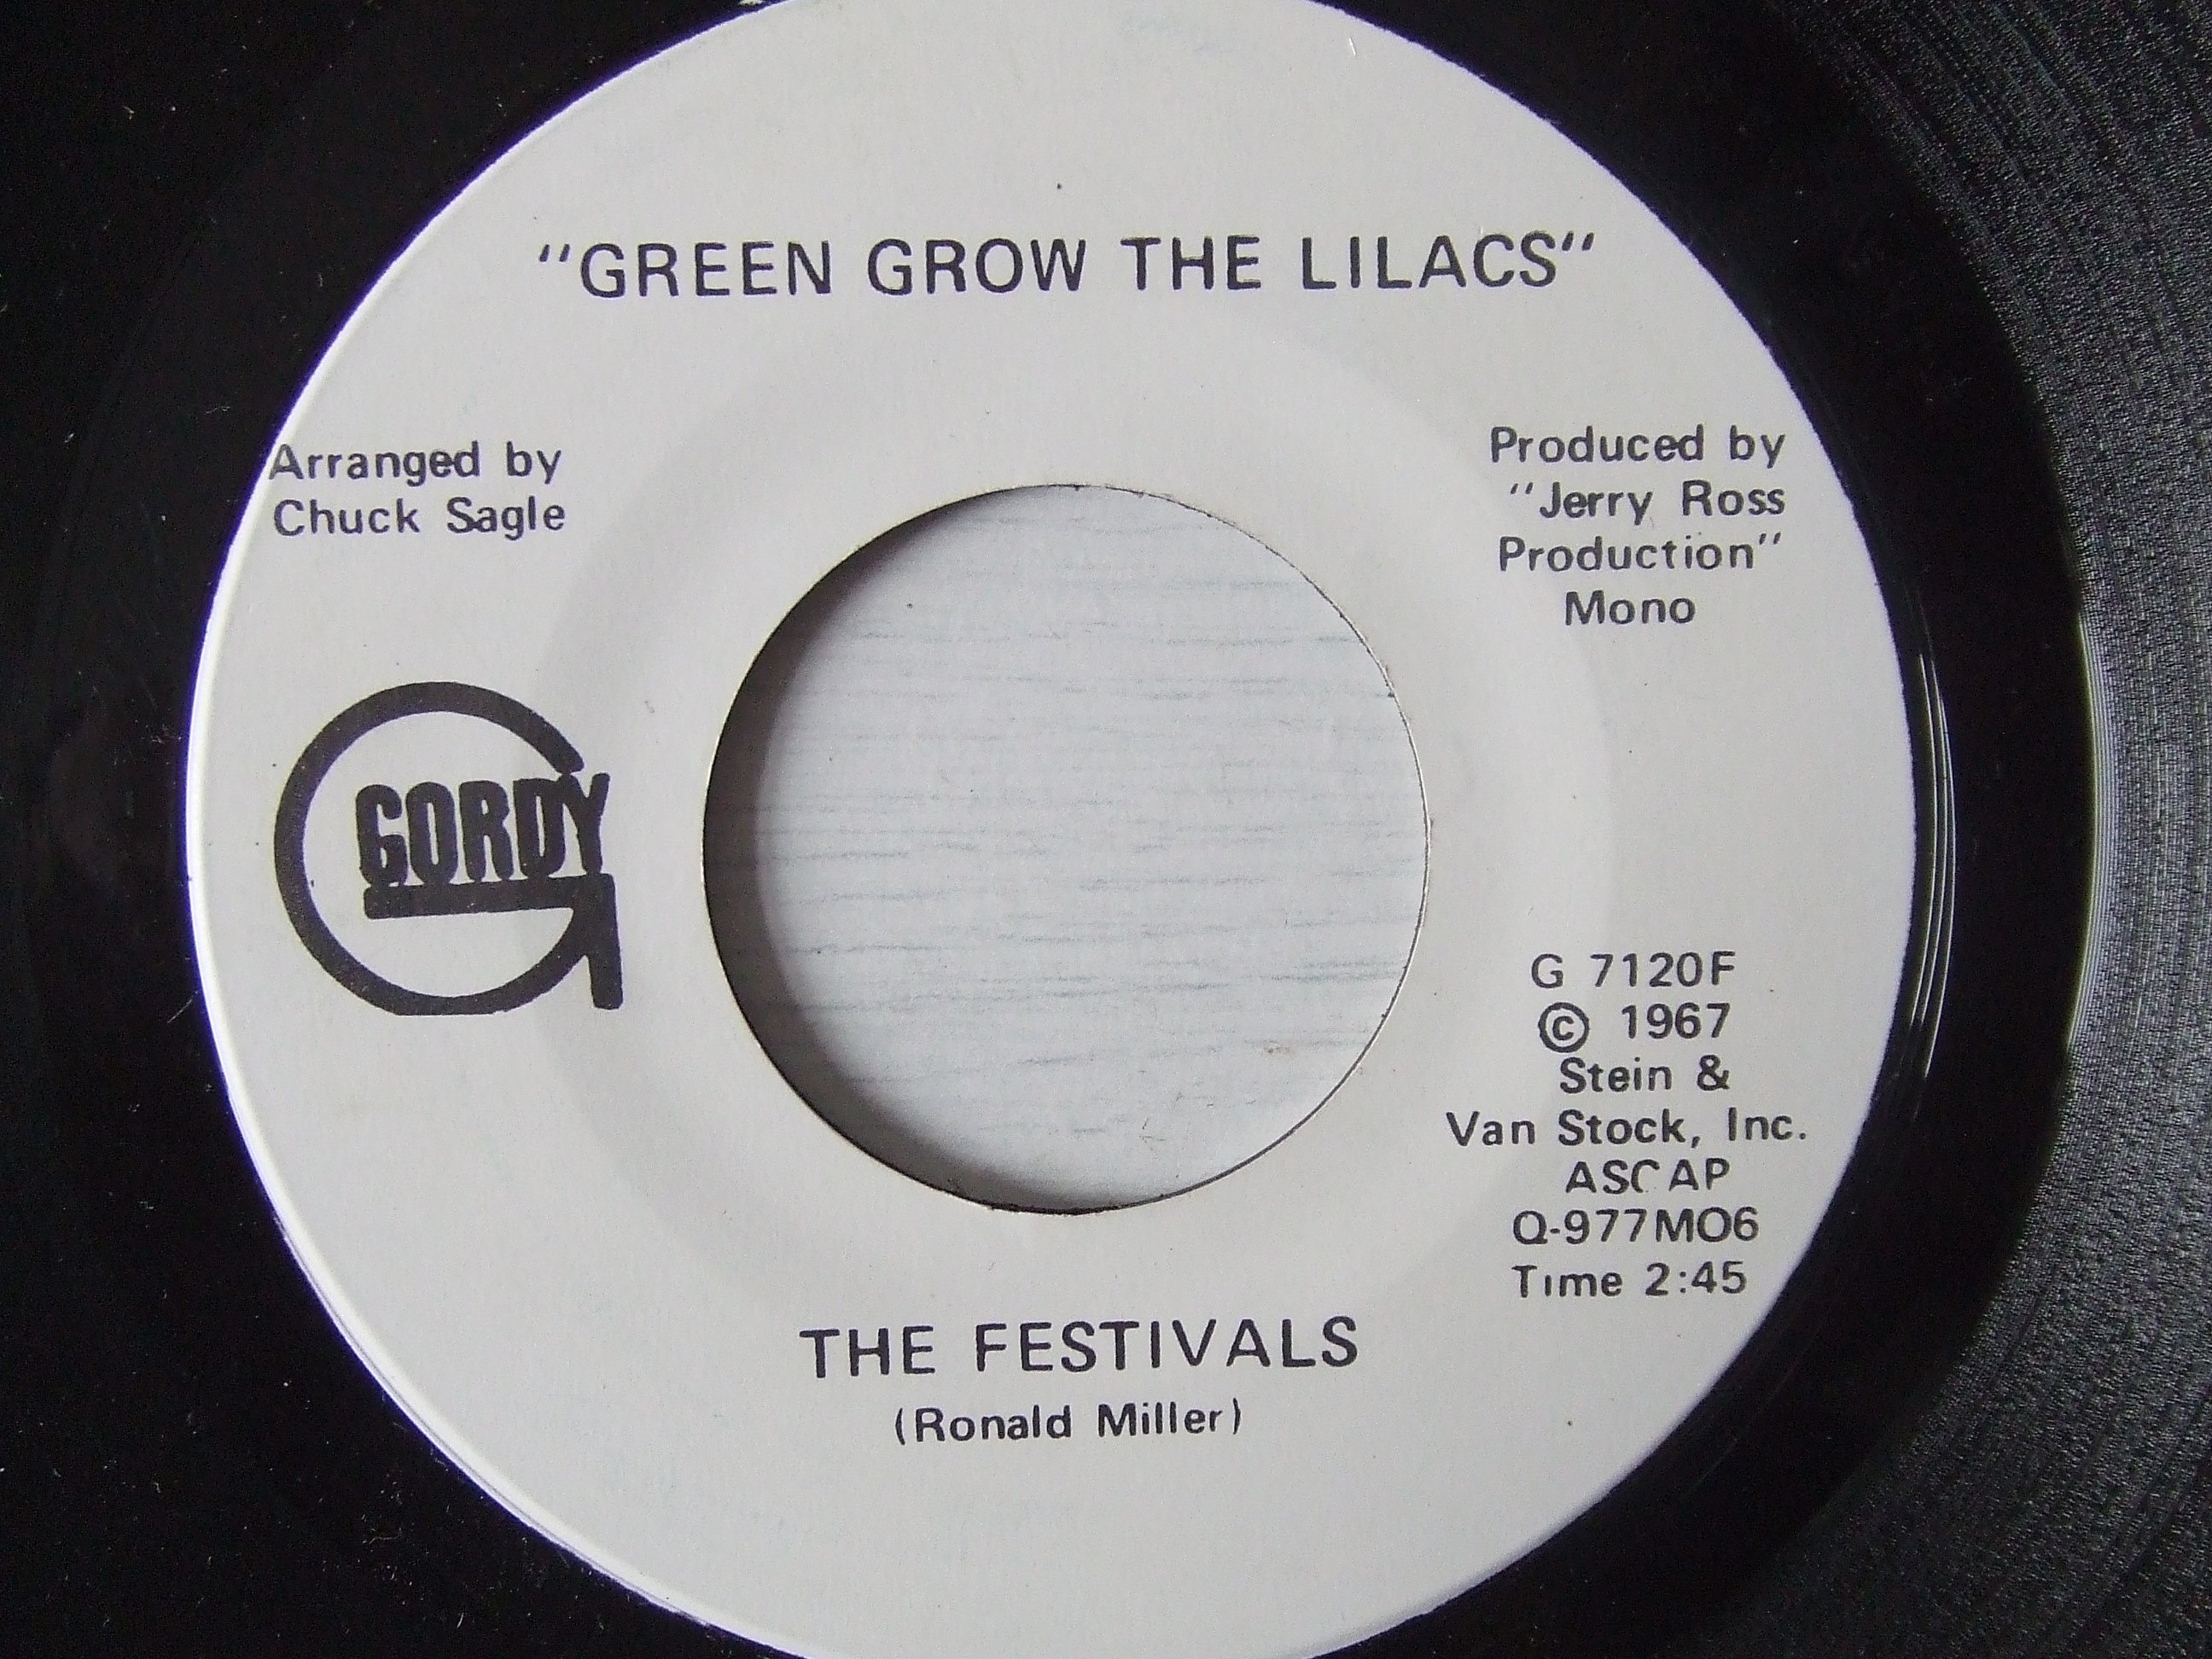 "GREEN GROW THE LILACS"
Arranged by
Chuck Sagle
Produced by
"Jerry Ross
Production"
Mono
GORDY
G 7120F
© 1967
Stein &
Van Stock, Inc.
ASCAP
Q-977MO6
Time 2:45
THE FESTIVALS
(Ronald Miller)